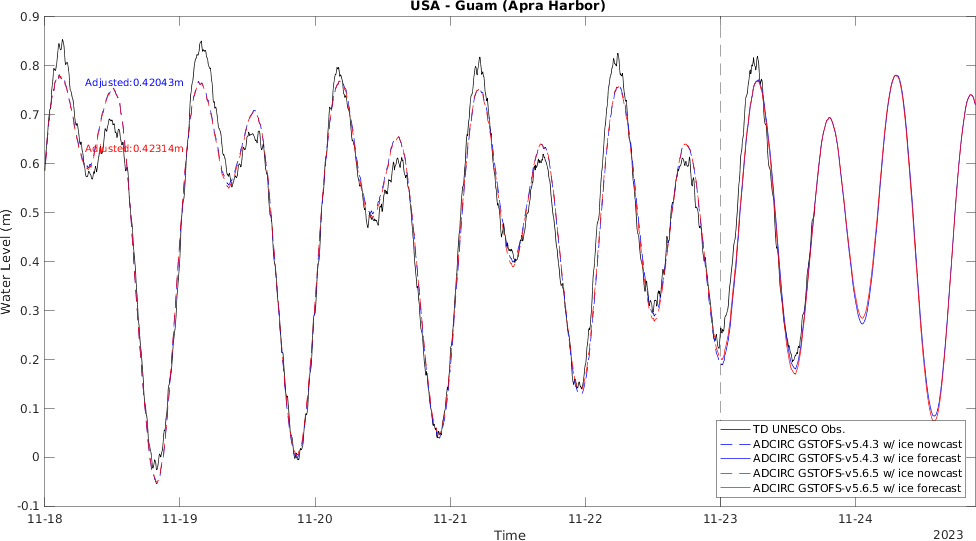 USA - Guam (Apra Harbor)
0.9
0.8
0.7
0.6
0.5
0.4
0.3
0.2
0.1
0
-0.1
Water Level (m)
Adjusted:0.42043m
Adjusted:0.42314m
TD UNESCO Obs.
ADCIRC GSTOFS-v5.4.3 w/ ice nowcast
ADCIRC GSTOFS-v5.4.3 w/ ice forecast
ADCIRC GSTOFS-v5.6.5 w/ ice nowcast
ADCIRC GSTOFS-v5.6.5 w/ ice forecast
11-18 11-19 11-20 11-21 11-22 11-23 11-24
Time
2023